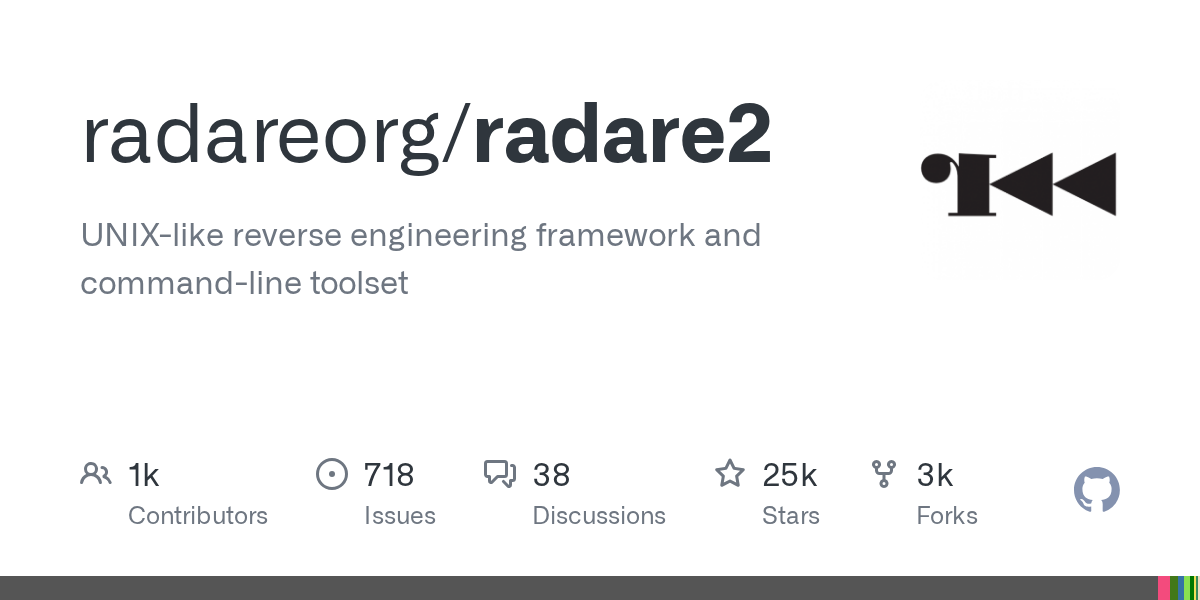 radareorg/radare2
UNIX-like reverse engineering framework and
command-line toolset
1k
Contributors
718
Issues
38
Discussions
25k
Stars
3k
Forks